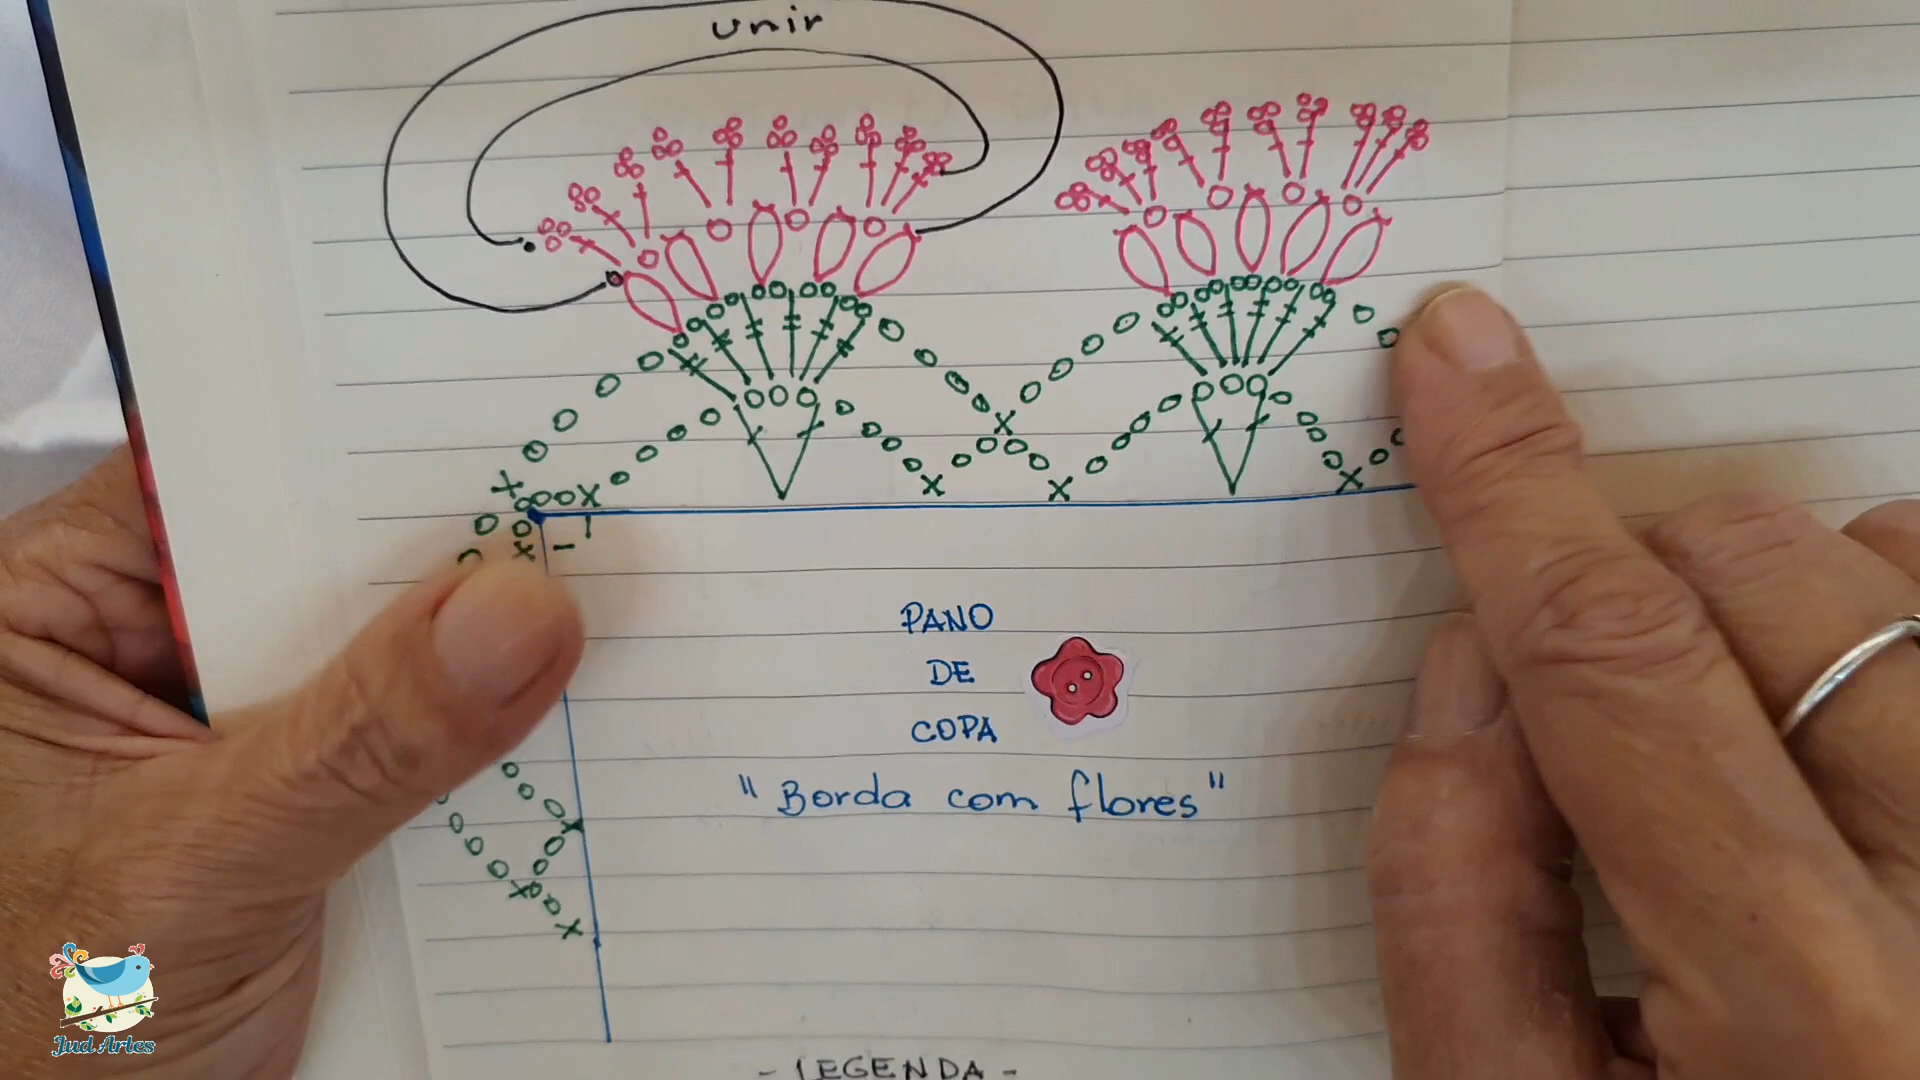 unir
PANO
DE
COPA
"Borda com flores"
- LEGENDA -
Jud Artes